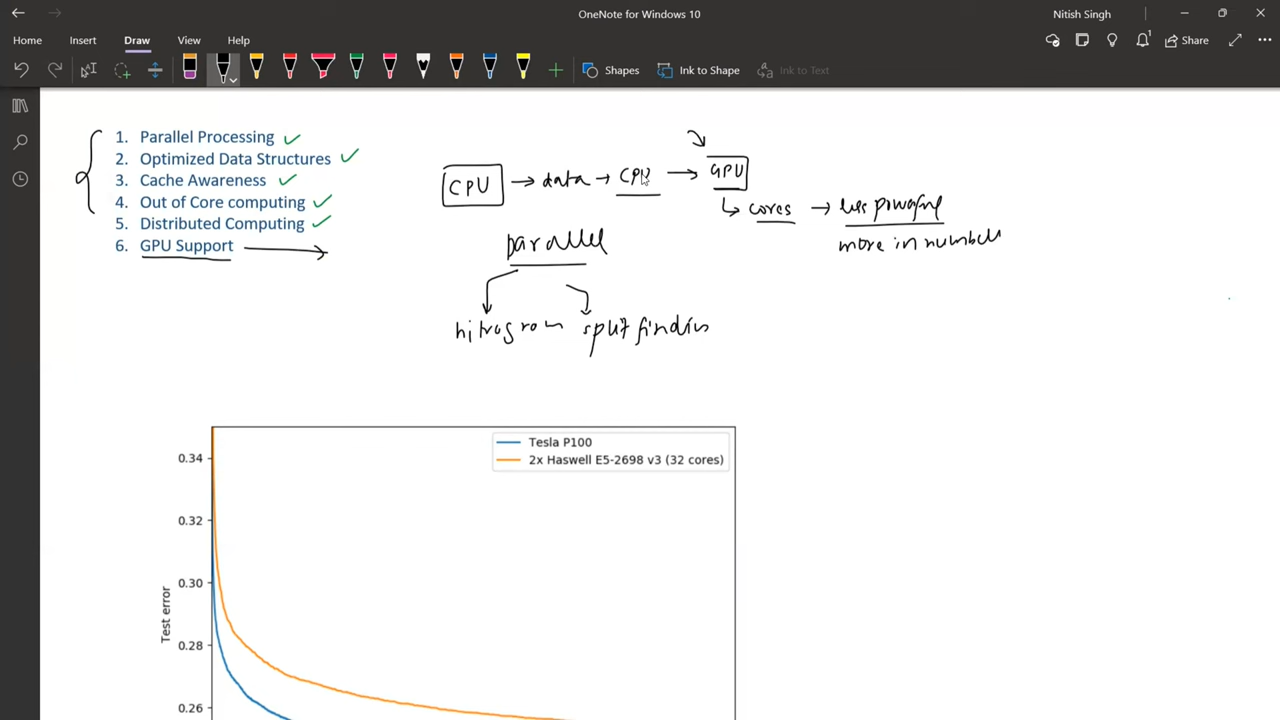 OneNote for Windows 10
Nitish Singh
Home Insert Draw View Help
Share
Shapes Ink to Shape Ink to Text
1. Parallel Processing
2. Optimized Data Structures
3. Cache Awareness
4. Out of Core computing
5. Distributed Computing
6. GPU Support
CPU → data → CPU → GPU
cores → less powerful
more in number
parallel
histogram split finding
Tesla P100
2x Haswell E5-2698 v3 (32 cores)
0.34
0.32
0.30
0.28
0.26
Test error